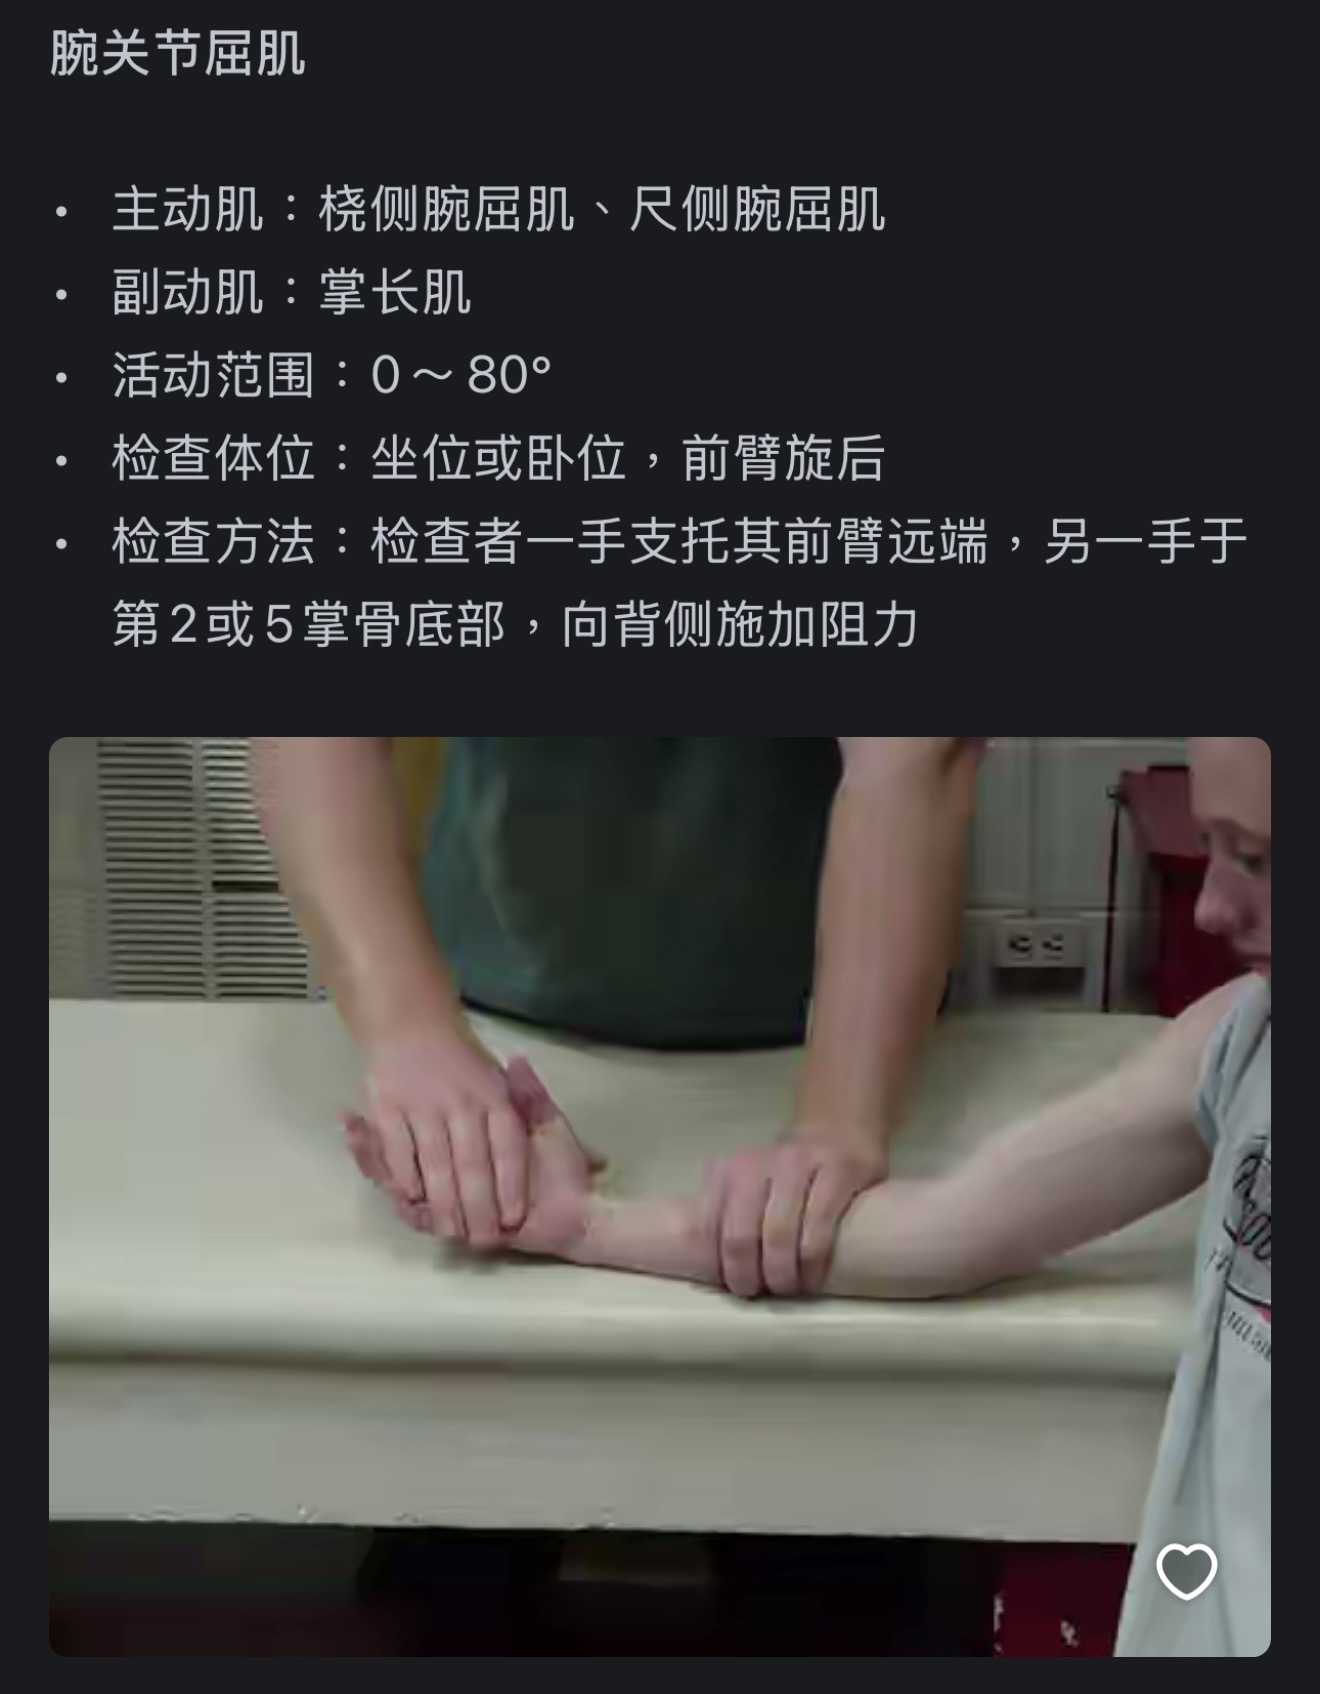 腕关节屈肌
• 主动肌：桡侧腕屈肌、尺侧腕屈肌
• 副动肌：掌长肌
• 活动范围：0～80°
• 检查体位：坐位或卧位，前臂旋后
• 检查方法：检查者一手支托其前臂远端，另一手于
第2或5掌骨底部，向背侧施加阻力